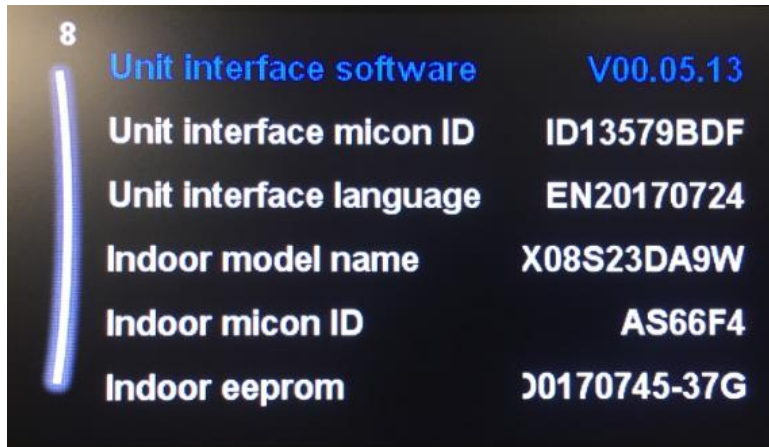 8
Unit interface software V00.05.13
Unit interface micon ID ID13579BDF
Unit interface language EN20170724
Indoor model name X08S23DA9W
Indoor micon ID AS66F4
Indoor eeprom 00170745-37G